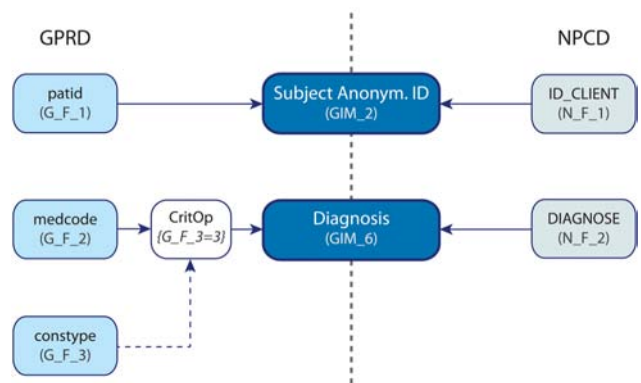 GPRD
NPCD
patid
(G_F_1)
Subject Anonym. ID
(GIM_2)
ID_CLIENT
(N_F_1)
medcode
(G_F_2)
CritOp
{G_F_3=3}
Diagnosis
(GIM_6)
DIAGNOSE
(N_F_2)
constype
(G_F_3)